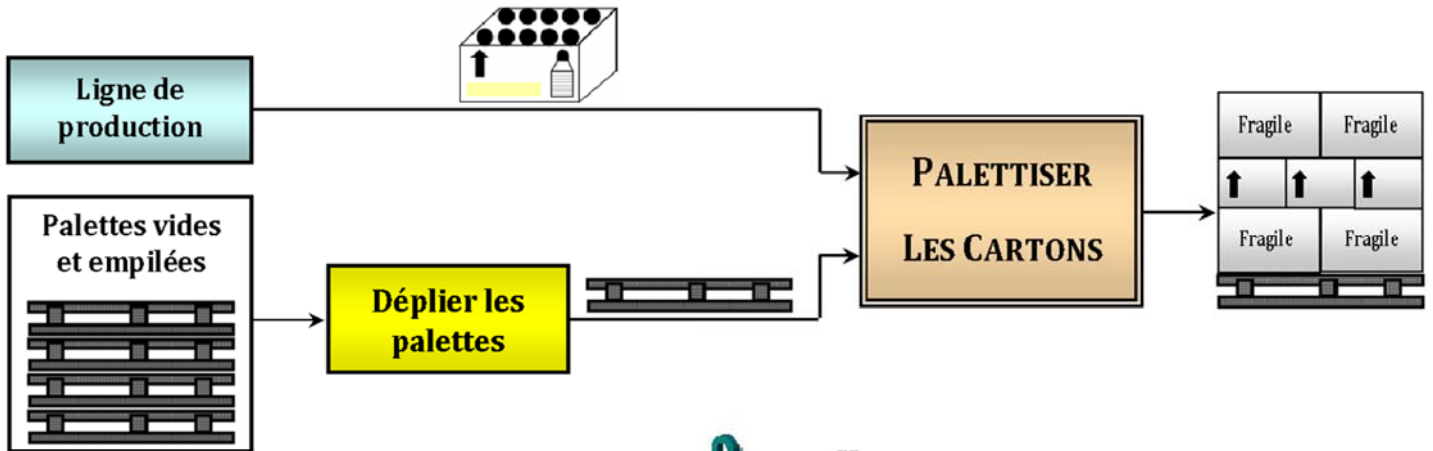 Ligne de
production
Palettes vides
et empilées
Déplier les
palettes
PALETTISER
LES CARTONS
Fragile Fragile
Fragile Fragile